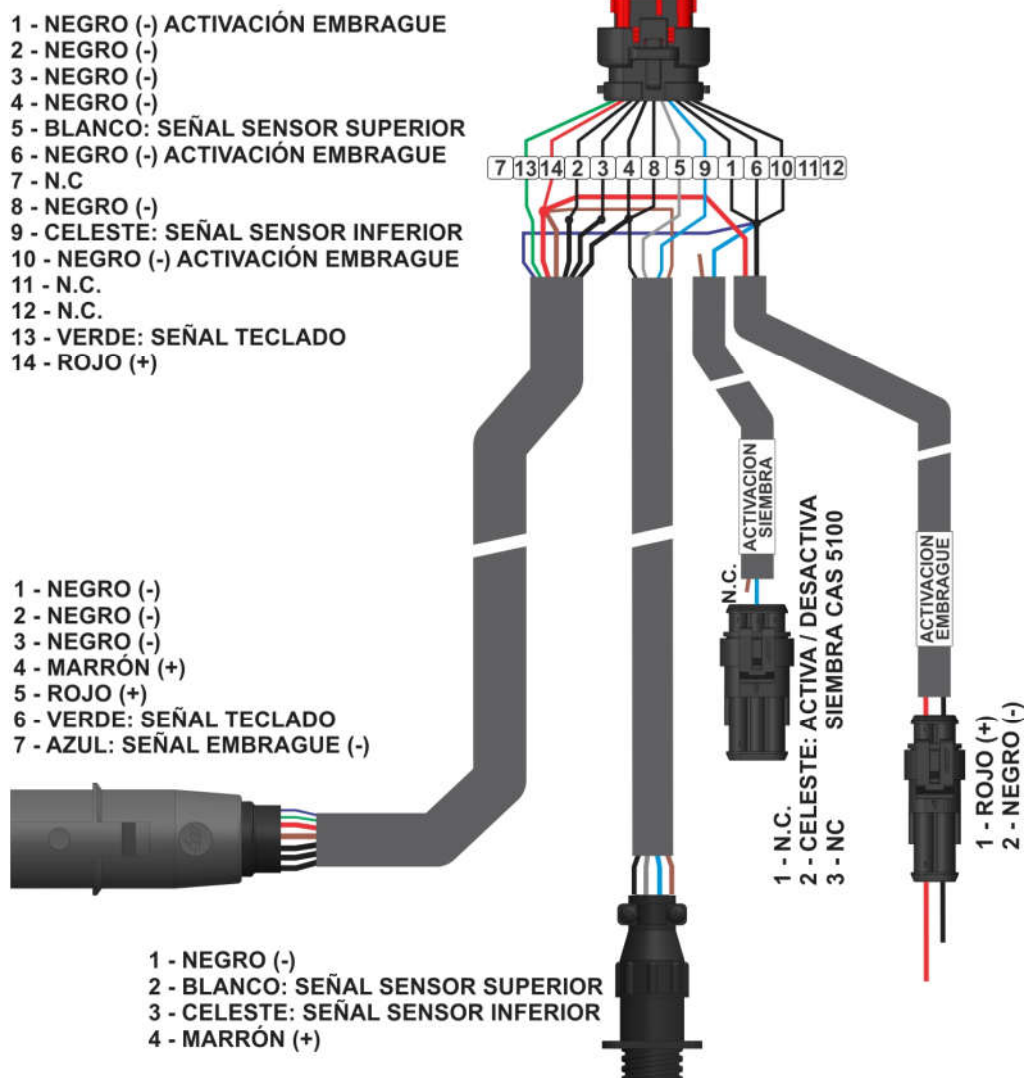 1 - NEGRO (-) ACTIVACIÓN EMBRAGUE
2 - NEGRO (-)
3 - NEGRO (-)
4 - NEGRO (-)
5 - BLANCO: SEÑAL SENSOR SUPERIOR
6 - NEGRO (-) ACTIVACIÓN EMBRAGUE
7 - N.C
8 - NEGRO (-)
9 - CELESTE: SEÑAL SENSOR INFERIOR
10 - NEGRO (-) ACTIVACIÓN EMBRAGUE
11 - N.C.
12 - N.C.
13 - VERDE: SEÑAL TECLADO
14 - ROJO (+)
7 13 14 2 3 4 8 5 9 1 6 10 11 12
ACTIVACION
SIEMBRA
ACTIVACION
EMBRAGUE
N.C.
1 - NEGRO (-)
2 - NEGRO (-)
3 - NEGRO (-)
4 - MARRÓN (+)
5 - ROJO (+)
6 - VERDE: SEÑAL TECLADO
7 - AZUL: SEÑAL EMBRAGUE (-)
1 - N.C.
2 - CELESTE: ACTIVA / DESACTIVA
SIEMBRA CAS 5100
3 - NC
1 - ROJO (+)
2 - NEGRO (-)
1 - NEGRO (-)
2 - BLANCO: SEÑAL SENSOR SUPERIOR
3 - CELESTE: SEÑAL SENSOR INFERIOR
4 - MARRÓN (+)